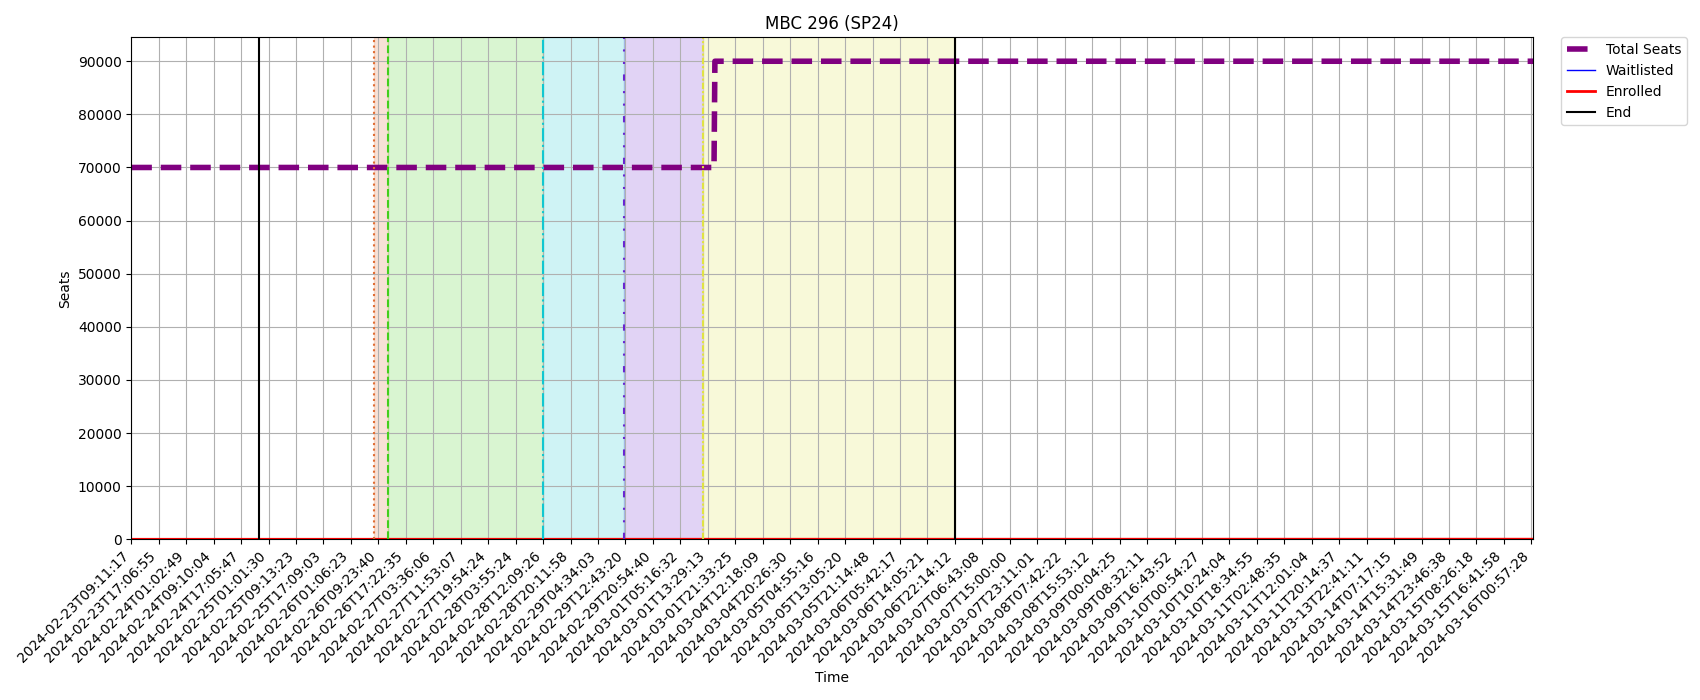 MBC 296 (SP24)
Total Seats
Waitlisted
Enrolled
End
Seats
90000
80000
70000
60000
50000
40000
30000
20000
10000
0
2024-02-23T09:11:17
2024-02-23T17:06:55
2024-02-24T01:02:49
2024-02-24T09:10:04
2024-02-24T17:05:47
2024-02-25T01:01:30
2024-02-25T09:13:23
2024-02-25T17:09:03
2024-02-26T01:06:23
2024-02-26T09:23:40
2024-02-26T17:22:35
2024-02-27T03:36:06
2024-02-27T11:53:07
2024-02-27T19:54:24
2024-02-28T03:55:24
2024-02-28T12:09:26
2024-02-28T20:11:58
2024-02-29T04:34:03
2024-02-29T12:43:20
2024-02-29T20:54:40
2024-03-01T05:16:32
2024-03-01T13:29:13
2024-03-01T21:33:25
2024-03-04T12:18:09
2024-03-04T20:26:30
2024-03-05T04:55:16
2024-03-05T13:05:20
2024-03-05T21:14:48
2024-03-06T05:42:17
2024-03-06T14:05:21
2024-03-06T22:14:12
2024-03-07T06:43:08
2024-03-07T15:00:00
2024-03-07T23:11:01
2024-03-08T07:42:22
2024-03-08T15:53:12
2024-03-09T00:04:25
2024-03-09T08:32:11
2024-03-09T16:43:52
2024-03-10T00:54:27
2024-03-10T10:24:04
2024-03-10T18:34:55
2024-03-11T02:48:35
2024-03-11T12:01:04
2024-03-11T20:14:37
2024-03-13T22:41:11
2024-03-14T07:17:15
2024-03-14T15:31:49
2024-03-14T23:46:38
2024-03-15T08:26:18
2024-03-15T16:41:58
2024-03-16T00:57:28
Time